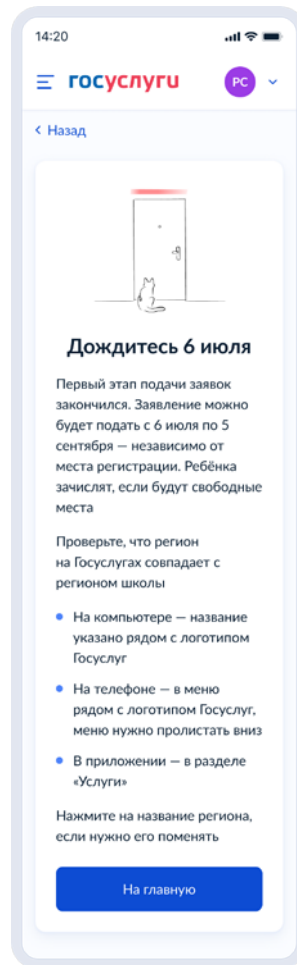 14:20
госуслуги
РС
Назад
Дождитесь 6 июля
Первый этап подачи заявок
закончился. Заявление можно
будет подать с 6 июля по 5
сентября — независимо от
места регистрации. Ребёнка
зачислят, если будут свободные
места
Проверьте, что регион
на Госуслугах совпадает с
регионом школы
На компьютере — название
указано рядом с логотипом
Госуслуг
На телефоне — в меню
рядом с логотипом Госуслуг,
меню нужно пролистать вниз
В приложении — в разделе
«Услуги»
Нажмите на название региона,
если нужно его поменять
На главную